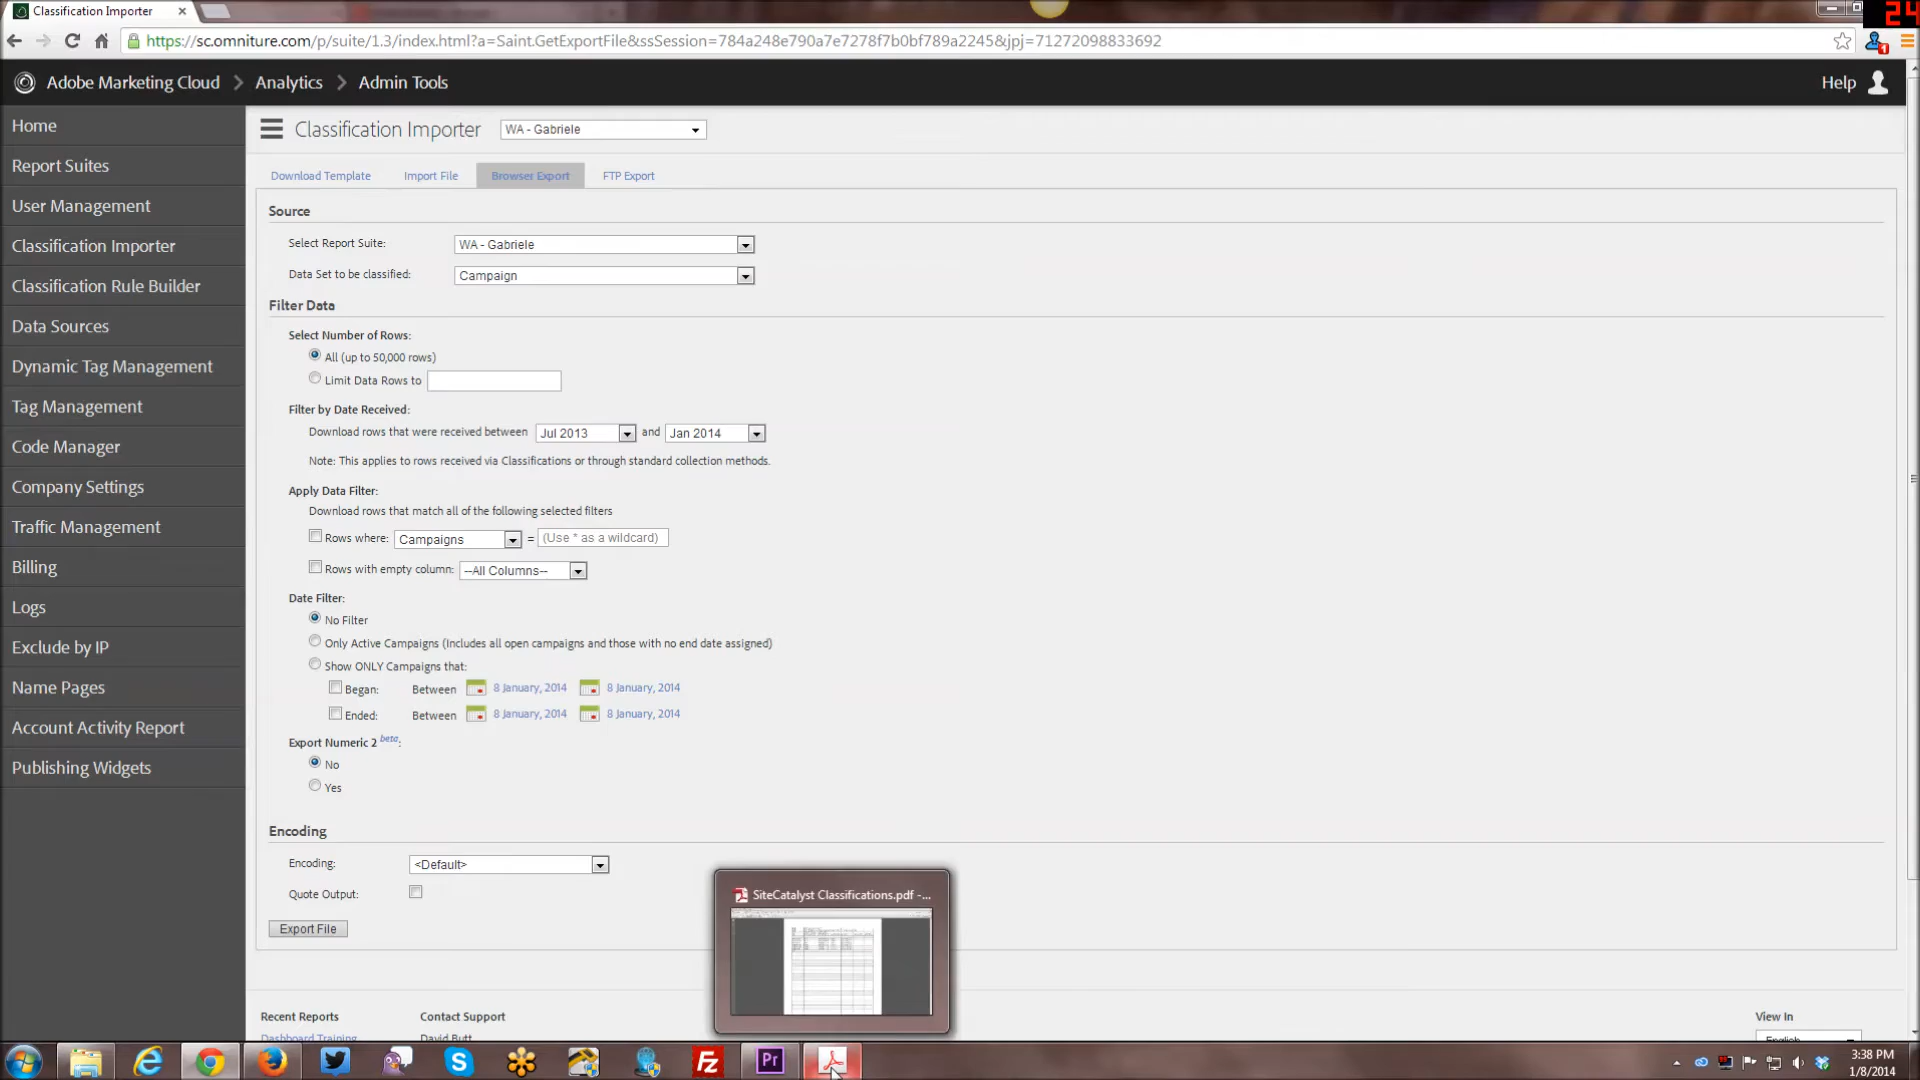 Classification Importer
24
https://sc.omniture.com/p/suite/1.3/index.html?a=Saint.GetExportFile&ssSession=784a248e790a7e7278f7b0bf789a2245&jpj=71272098833692
1
Adobe Marketing Cloud > Analytics > Admin Tools
Help
Home
Report Suites
User Management
Classification Importer
Classification Rule Builder
Data Sources
Dynamic Tag Management
Tag Management
Code Manager
Company Settings
Traffic Management
Billing
Logs
Exclude by IP
Name Pages
Account Activity Report
Publishing Widgets
Classification Importer WA - Gabriele
Download Template Import File Browser Export FTP Export
Source
Select Report Suite: WA - Gabriele
Data Set to be classified: Campaign
Filter Data
Select Number of Rows:
All (up to 50,000 rows)
Limit Data Rows to
Filter by Date Received:
Download rows that were received between Jul 2013 and Jan 2014
Note: This applies to rows received via Classifications or through standard collection methods.
Apply Data Filter:
Download rows that match all of the following selected filters
Rows where: Campaigns = (Use * as a wildcard)
Rows with empty column: --All Columns--
Date Filter:
No Filter
Only Active Campaigns (Includes all open campaigns and those with no end date assigned)
Show ONLY Campaigns that:
Began: Between 8 January, 2014 8 January, 2014
Ended: Between 8 January, 2014 8 January, 2014
Export Numeric 2 beta:
No
Yes
Encoding
Encoding: <Default>
Quote Output:
Export File
SiteCatalyst Classifications.pdf -...
Recent Reports Contact Support View In
Dashboard Training David Butt English
Pr
3:38 PM
1/8/2014